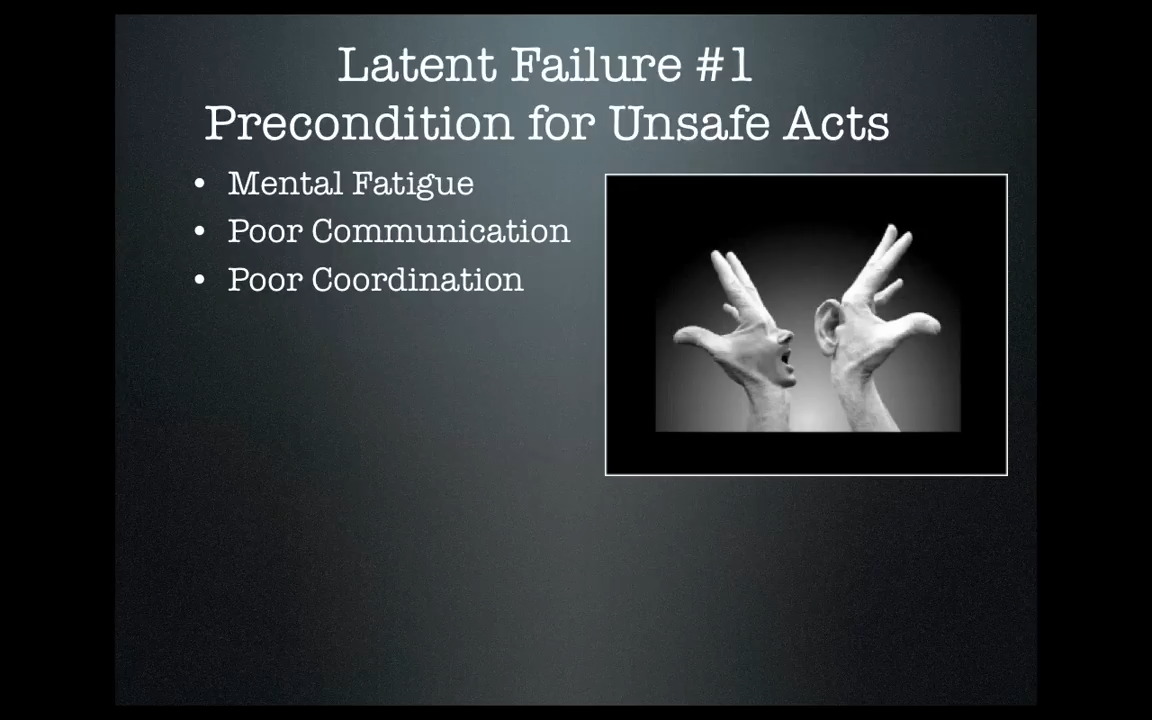 Latent Failure #1
Precondition for Unsafe Acts
• Mental Fatigue
• Poor Communication
• Poor Coordination